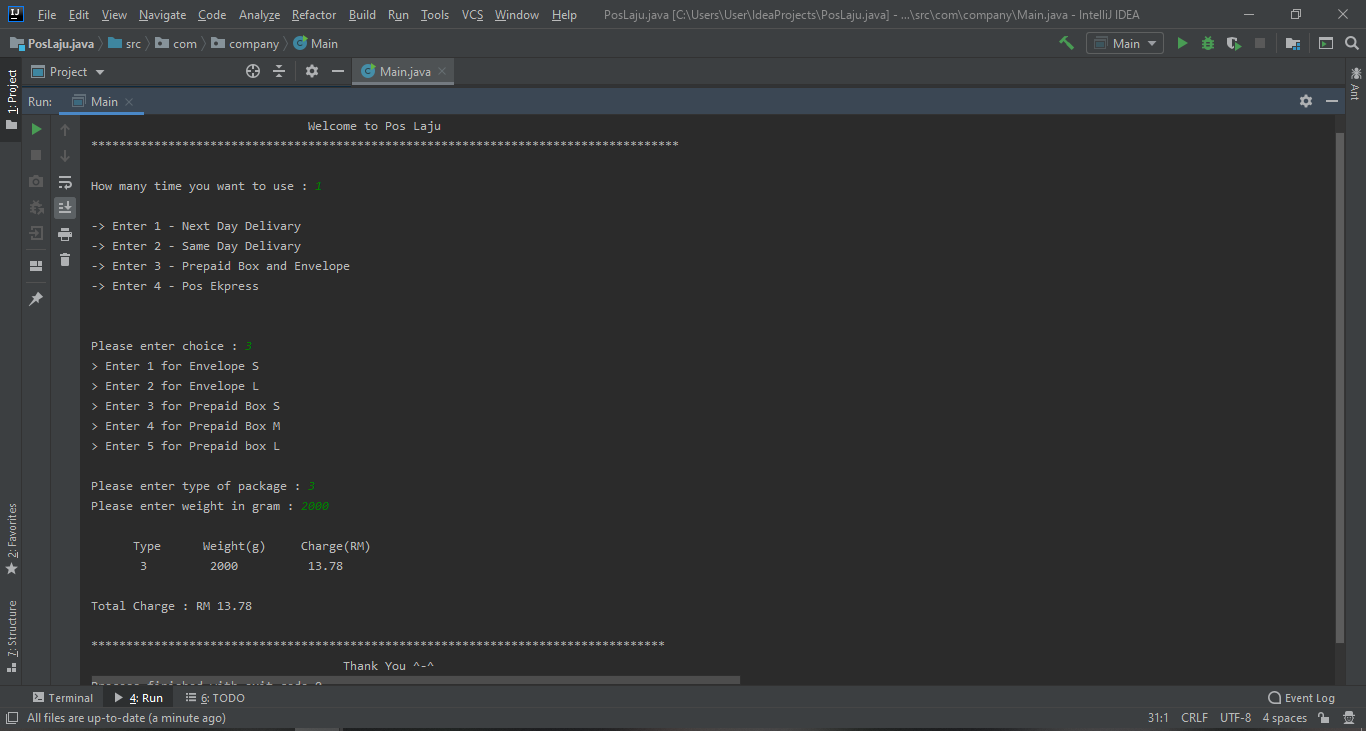 File Edit View Navigate Code Analyze Refactor Build Run Tools VCS Window Help PosLaju.java [C:\Users\User\IdeaProjects\PosLaju.java] - ...\src\com\company\Main.java - IntelliJ IDEA
PosLaju.java src com company Main Main
1: Project
Project Main.java
Ant
Run: Main
Welcome to Pos Laju
************************************************************************************
How many time you want to use : 1
-> Enter 1 - Next Day Delivary
-> Enter 2 - Same Day Delivary
-> Enter 3 - Prepaid Box and Envelope
-> Enter 4 - Pos Ekpress
Please enter choice : 3
> Enter 1 for Envelope S
> Enter 2 for Envelope L
> Enter 3 for Prepaid Box S
> Enter 4 for Prepaid Box M
> Enter 5 for Prepaid box L
Please enter type of package : 3
Please enter weight in gram : 2000
Type Weight(g) Charge(RM)
3 2000 13.78
Total Charge : RM 13.78
**********************************************************************************
Thank You ^-^
Process finished with exit code 0
2: Favorites
7: Structure
Terminal 4: Run 6: TODO Event Log
All files are up-to-date (a minute ago) 31:1 CRLF UTF-8 4 spaces